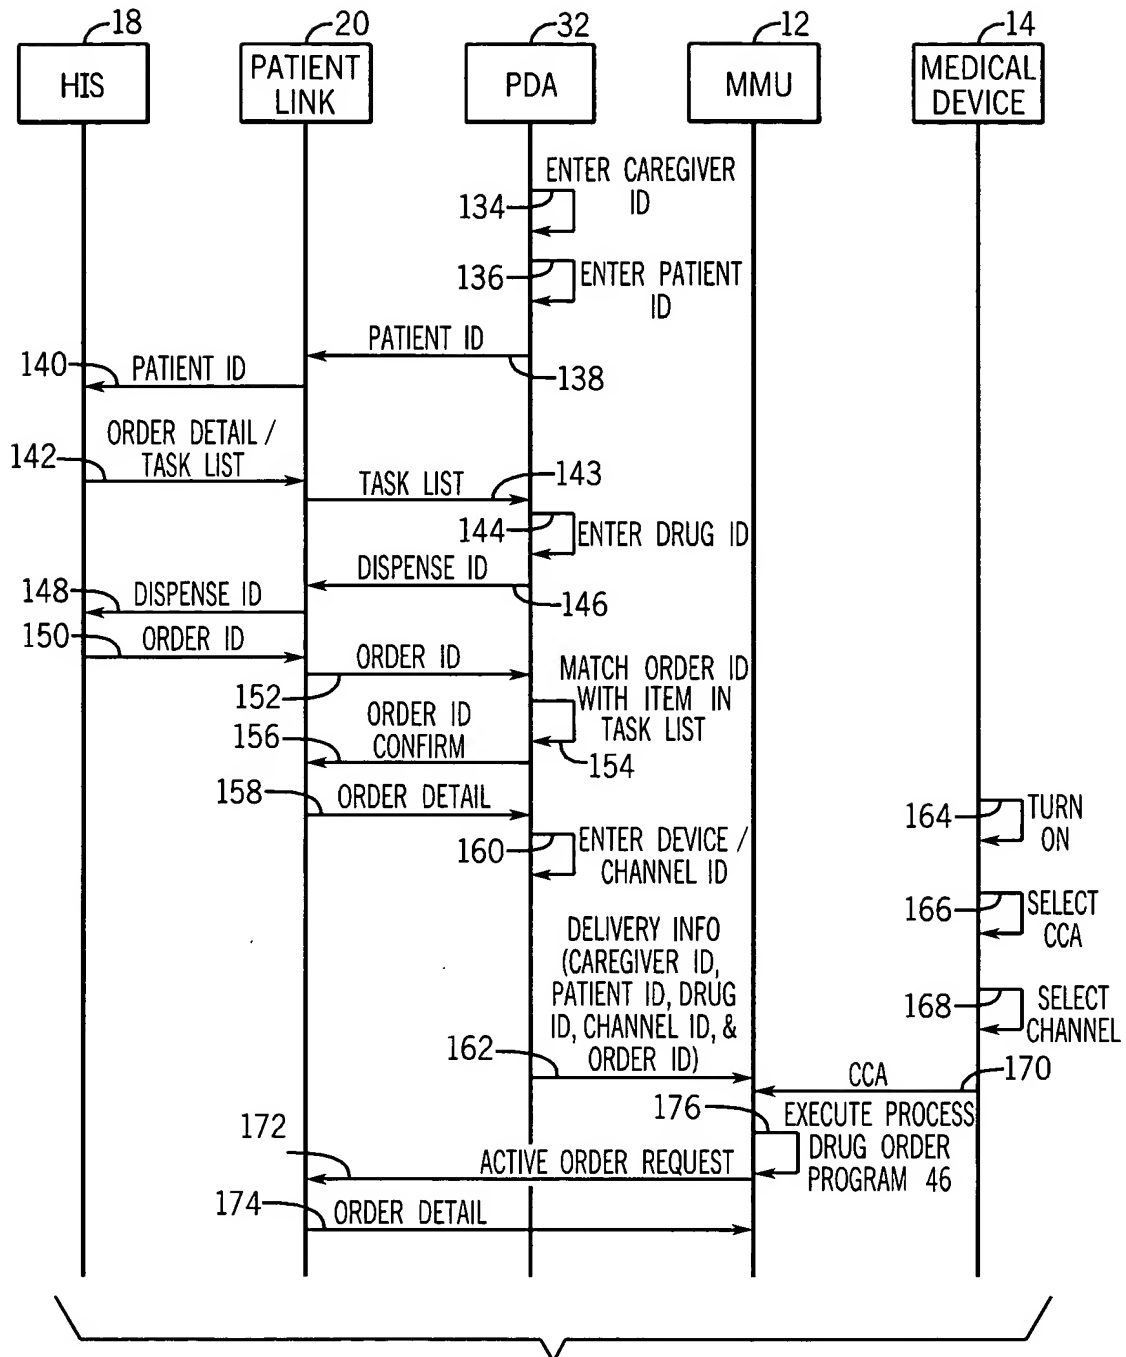 18
20
32
12
14
HIS
PATIENT
LINK
PDA
MMU
MEDICAL
DEVICE
ENTER CAREGIVER
ID
134
136
ENTER PATIENT
ID
PATIENT ID
138
140
PATIENT ID
ORDER DETAIL /
TASK LIST
142
TASK LIST
143
144
ENTER DRUG ID
DISPENSE ID
146
148
DISPENSE ID
150
ORDER ID
ORDER ID
152
MATCH ORDER ID
WITH ITEM IN
TASK LIST
154
ORDER ID
CONFIRM
156
158
ORDER DETAIL
160
ENTER DEVICE /
CHANNEL ID
164
TURN
ON
166
SELECT
CCA
168
SELECT
CHANNEL
DELIVERY INFO
(CAREGIVER ID,
PATIENT ID, DRUG
ID, CHANNEL ID, &
ORDER ID)
162
CCA
170
176
EXECUTE PROCESS
DRUG ORDER
PROGRAM 46
172
ACTIVE ORDER REQUEST
174
ORDER DETAIL